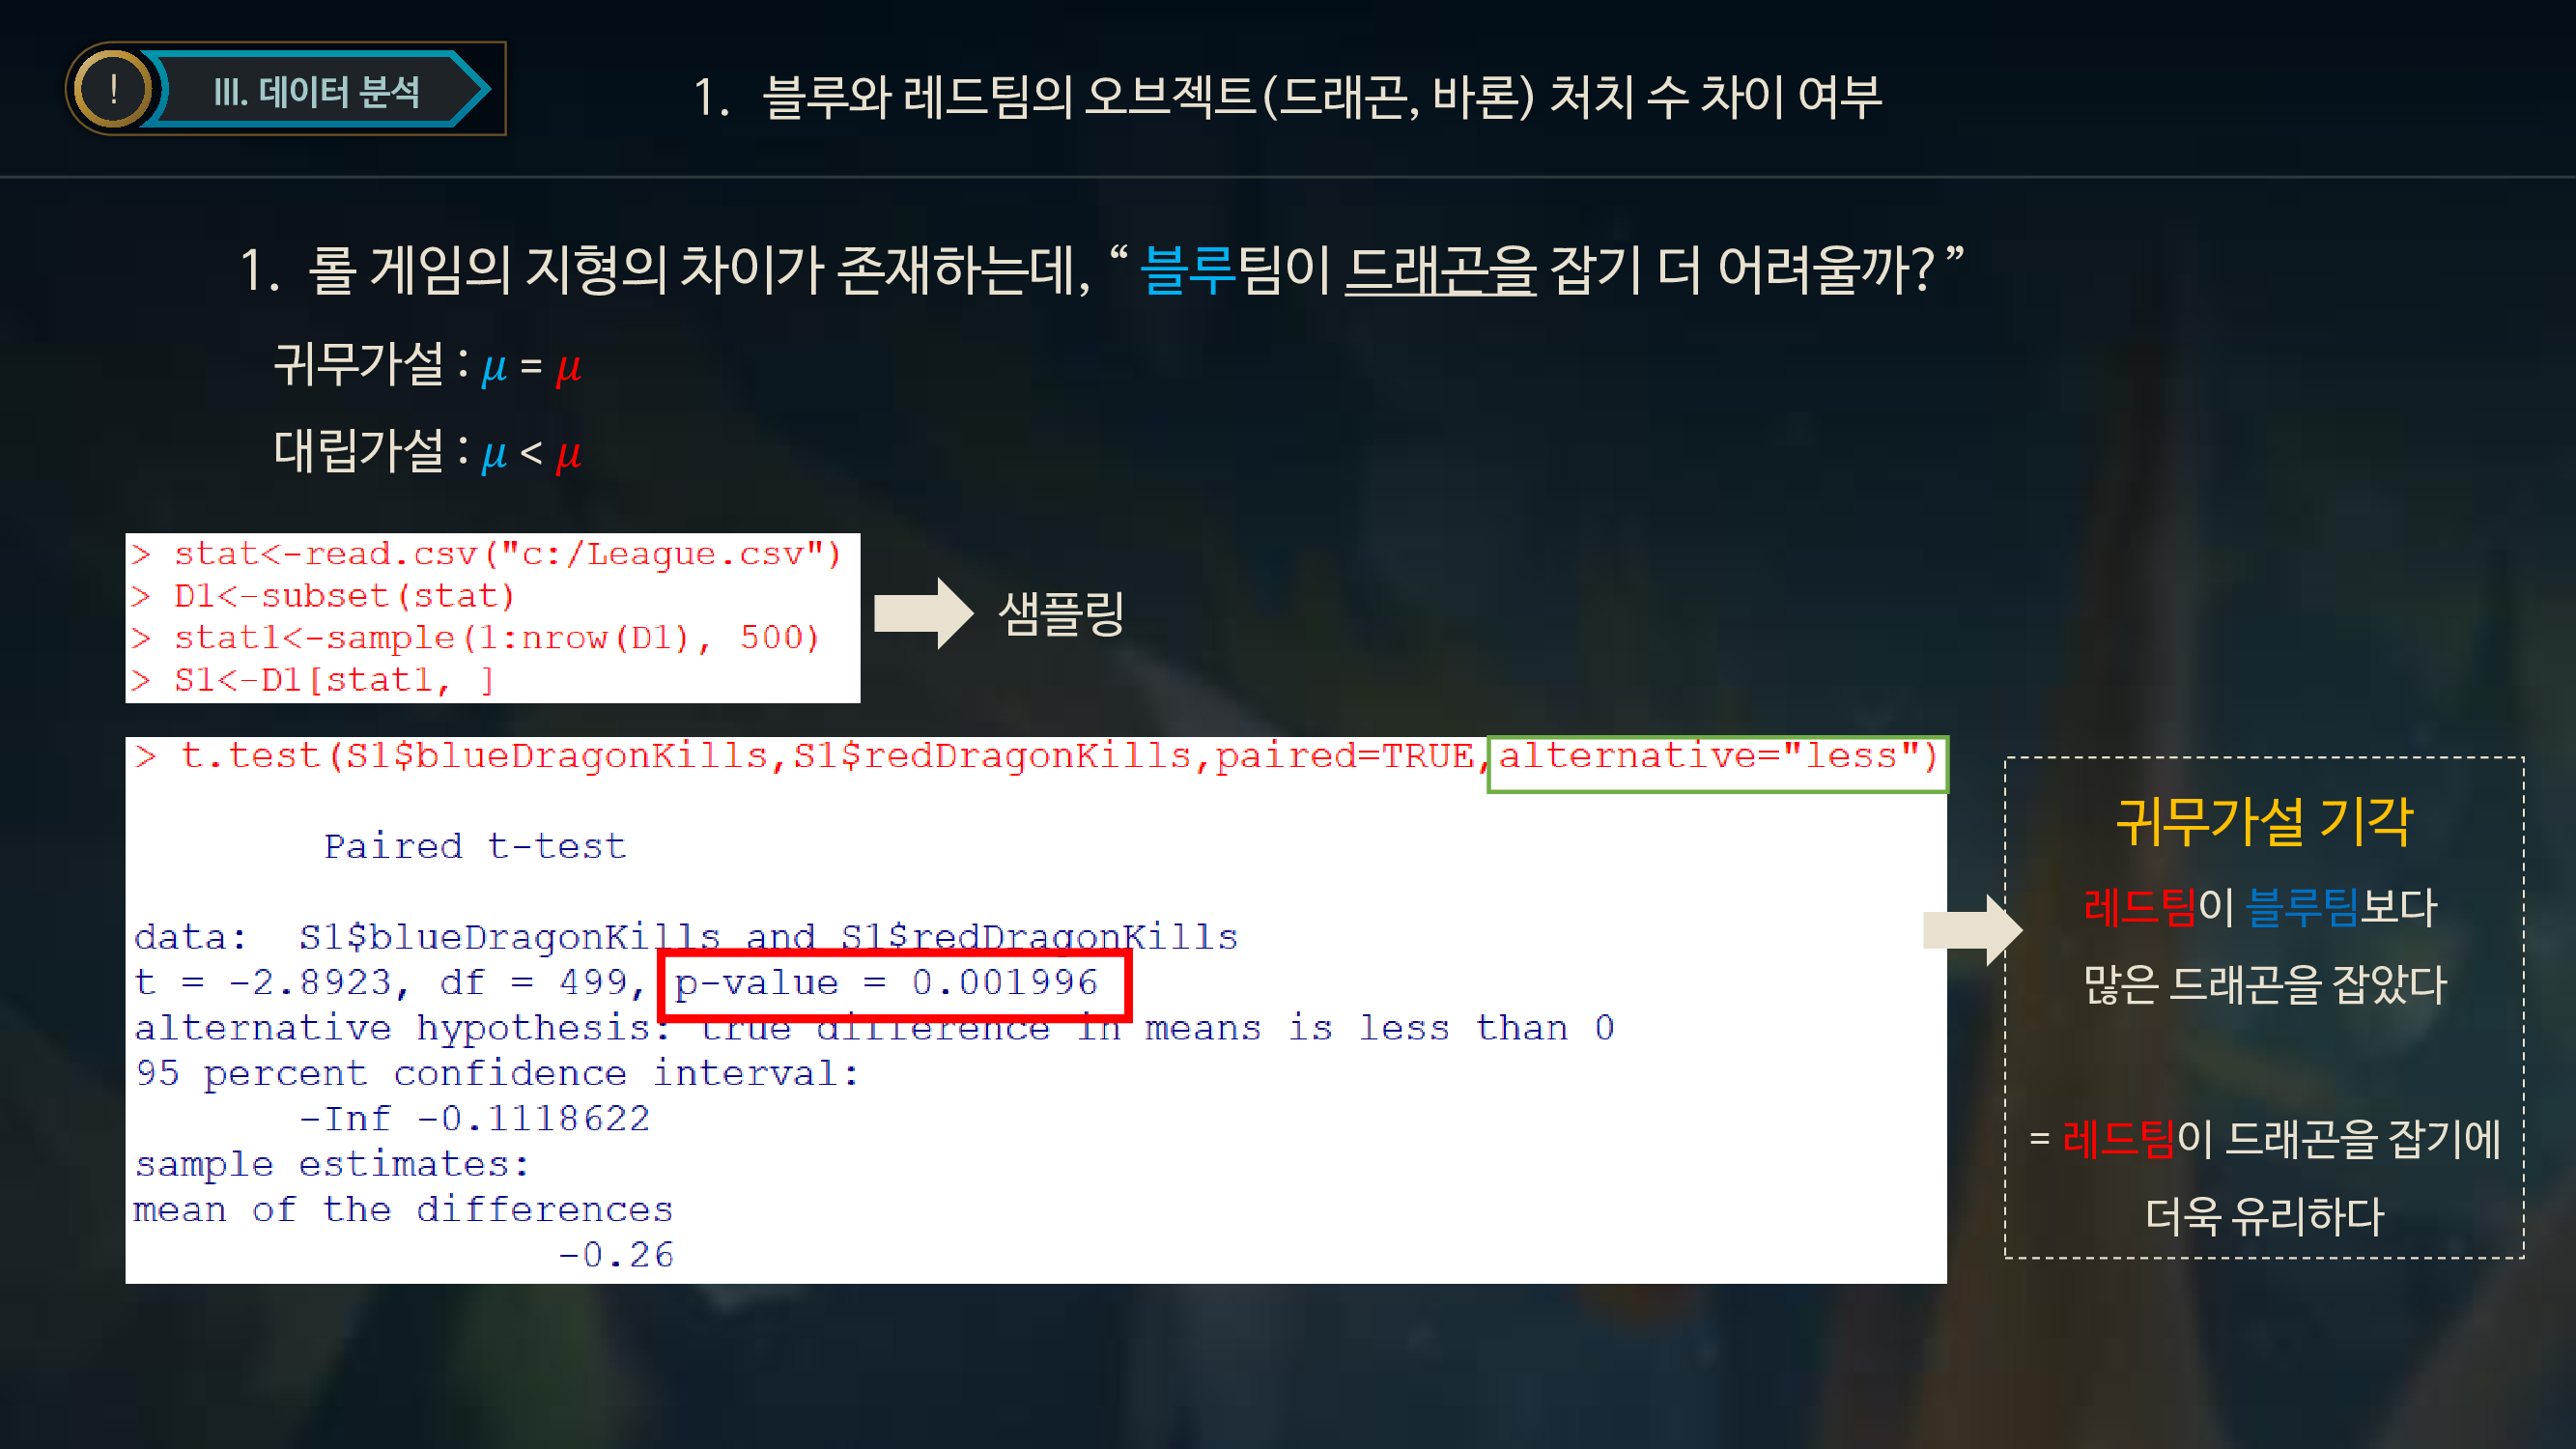 !
III. 데이터 분석
1. 블루와 레드팀의 오브젝트(드래곤, 바론) 처치 수 차이 여부
1. 롤 게임의 지형의 차이가 존재하는데, “ 블루팀이 드래곤을 잡기 더 어려울까? ”
귀무가설 : μ = μ
대립가설 : μ < μ
> stat<-read.csv("c:/League.csv")
> D1<-subset(stat)
> stat1<-sample(1:nrow(D1), 500)
> S1<-D1[stat1, ]
샘플링
> t.test(S1$blueDragonKills,S1$redDragonKills,paired=TRUE,alternative="less")
Paired t-test
data:  S1$blueDragonKills and S1$redDragonKills
t = -2.8923, df = 499, p-value = 0.001996
alternative hypothesis: true difference in means is less than 0
95 percent confidence interval:
-Inf -0.1118622
sample estimates:
mean of the differences
-0.26
귀무가설 기각
레드팀이 블루팀보다
많은 드래곤을 잡았다
= 레드팀이 드래곤을 잡기에
더욱 유리하다